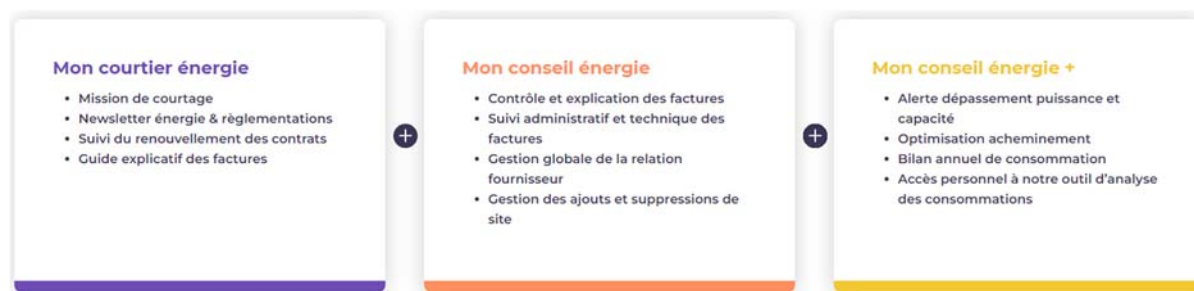 Mon courtier énergie
• Mission de courtage
• Newsletter énergie & règlementations
• Suivi du renouvellement des contrats
• Guide explicatif des factures
+
Mon conseil énergie
• Contrôle et explication des factures
• Suivi administratif et technique des
factures
• Gestion globale de la relation
fournisseur
• Gestion des ajouts et suppressions de
site
+
Mon conseil énergie +
• Alerte dépassement puissance et
capacité
• Optimisation acheminement
• Bilan annuel de consommation
• Accès personnel à notre outil d'analyse
des consommations